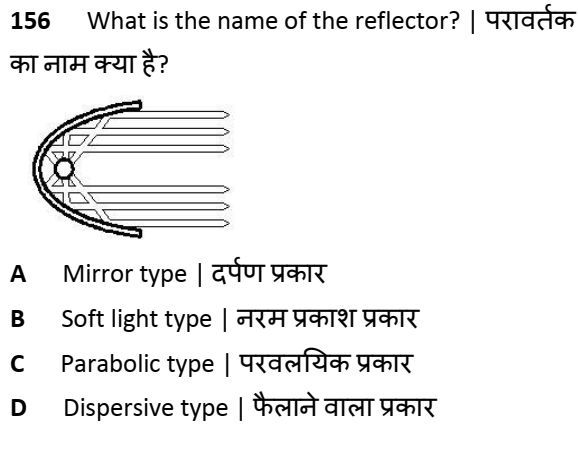 156 What is the name of the reflector? | परावर्तक
का नाम क्या है?
A Mirror type | दर्पण प्रकार
B Soft light type | नरम प्रकाश प्रकार
C Parabolic type | परवलयिक प्रकार
D Dispersive type | फैलाने वाला प्रकार